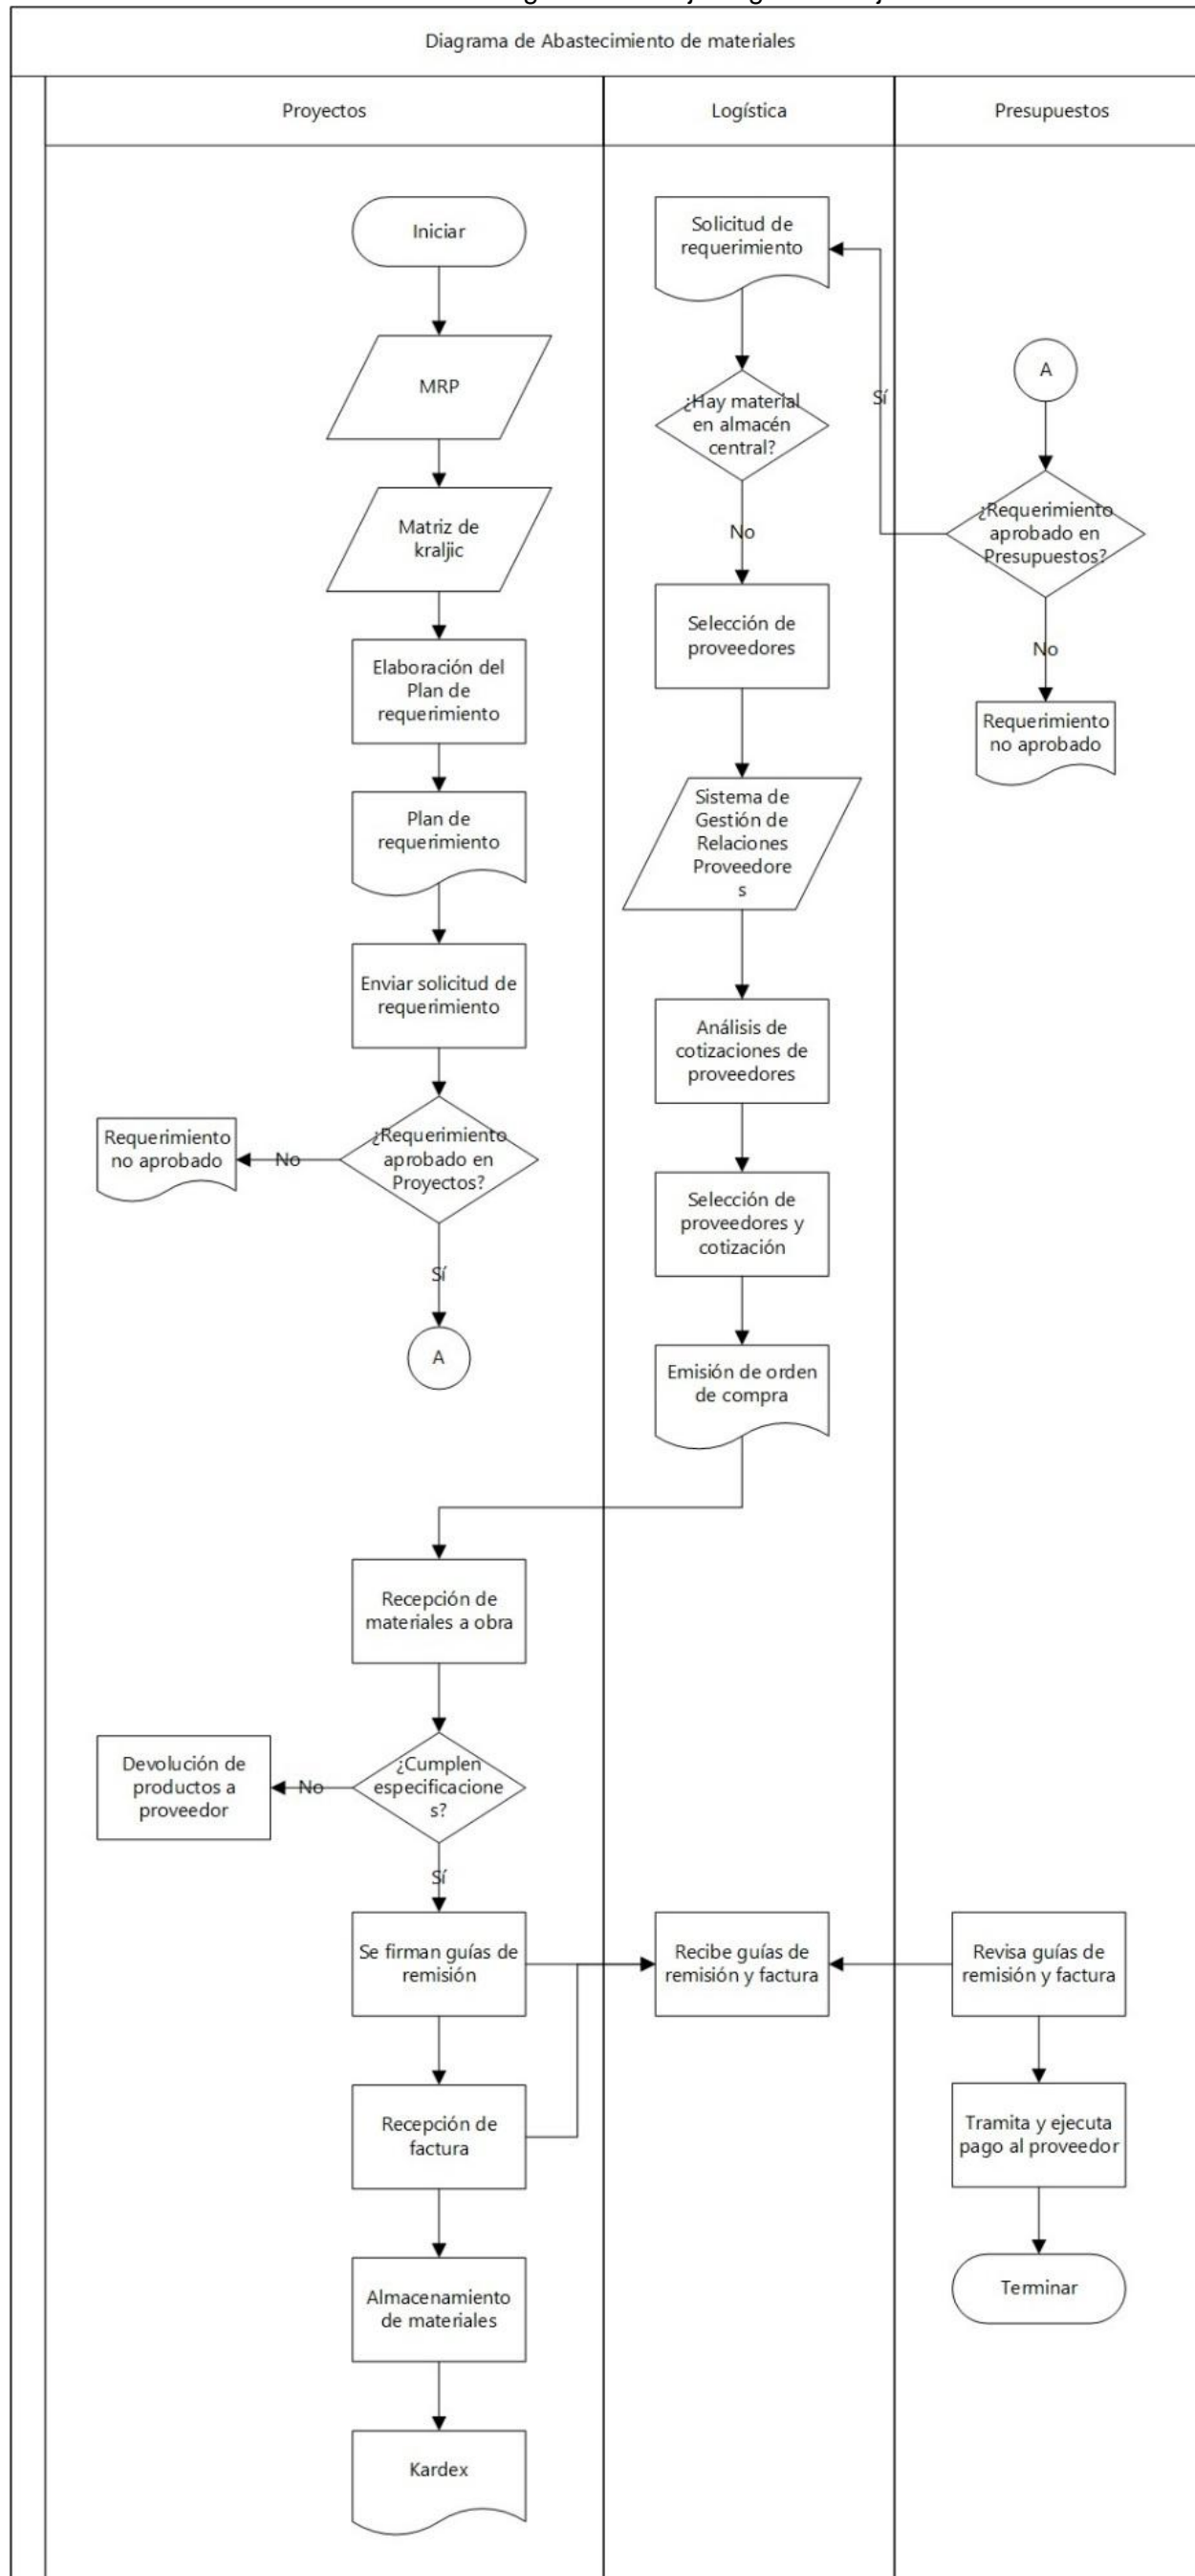 Diagrama de Abastecimiento de materiales
Proyectos
Logística
Presupuestos
Iniciar
MRP
Matriz de
kraljic
Elaboración del
Plan de
requerimiento
Plan de
requerimiento
Enviar solicitud de
requerimiento
¿Requerimiento
aprobado en
Proyectos?
No
Requerimiento
no aprobado
Sí
A
Solicitud de
requerimiento
¿Hay material
en almacén
central?
No
Selección de
proveedores
Sistema de
Gestión de
Relaciones
Proveedore
s
Análisis de
cotizaciones de
proveedores
Selección de
proveedores y
cotización
Emisión de orden
de compra
A
¿Requerimiento
aprobado en
Presupuestos?
Sí
No
Requerimiento
no aprobado
Recepción de
materiales a obra
¿Cumplen
especificacione
s?
No
Devolución de
productos a
proveedor
Sí
Se firman guías de
remisión
Recibe guías de
remisión y factura
Revisa guías de
remisión y factura
Recepción de
factura
Tramita y ejecuta
pago al proveedor
Almacenamiento
de materiales
Terminar
Kardex